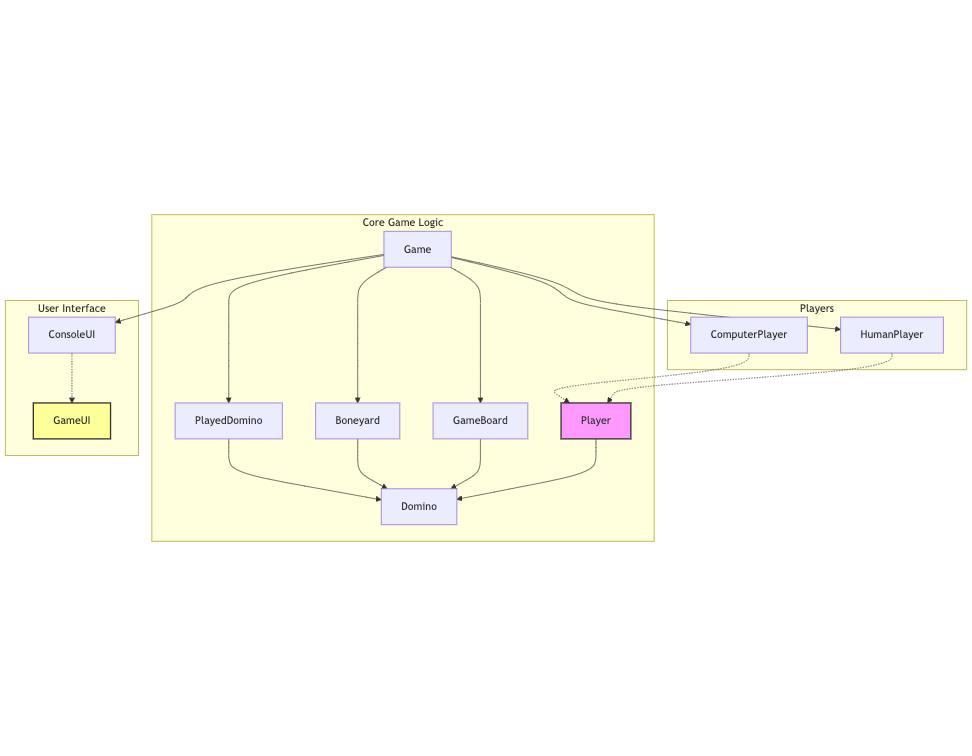 Core Game Logic
Game
User Interface
ConsoleUI
GameUI
Players
ComputerPlayer
HumanPlayer
PlayedDomino
Boneyard
GameBoard
Player
Domino